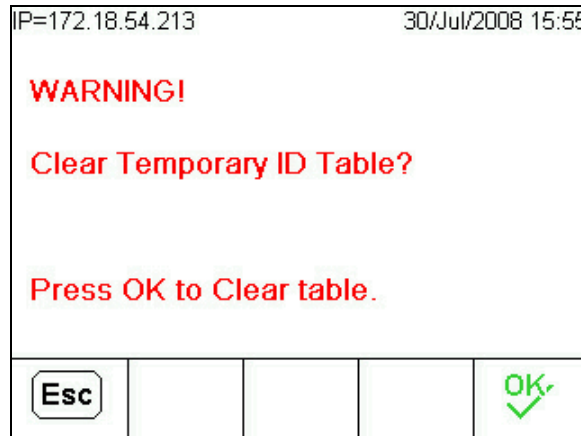 IP=172.18.54.213 30/Jul/2008 15:55
WARNING!
Clear Temporary ID Table?
Press OK to Clear table.
Esc OK